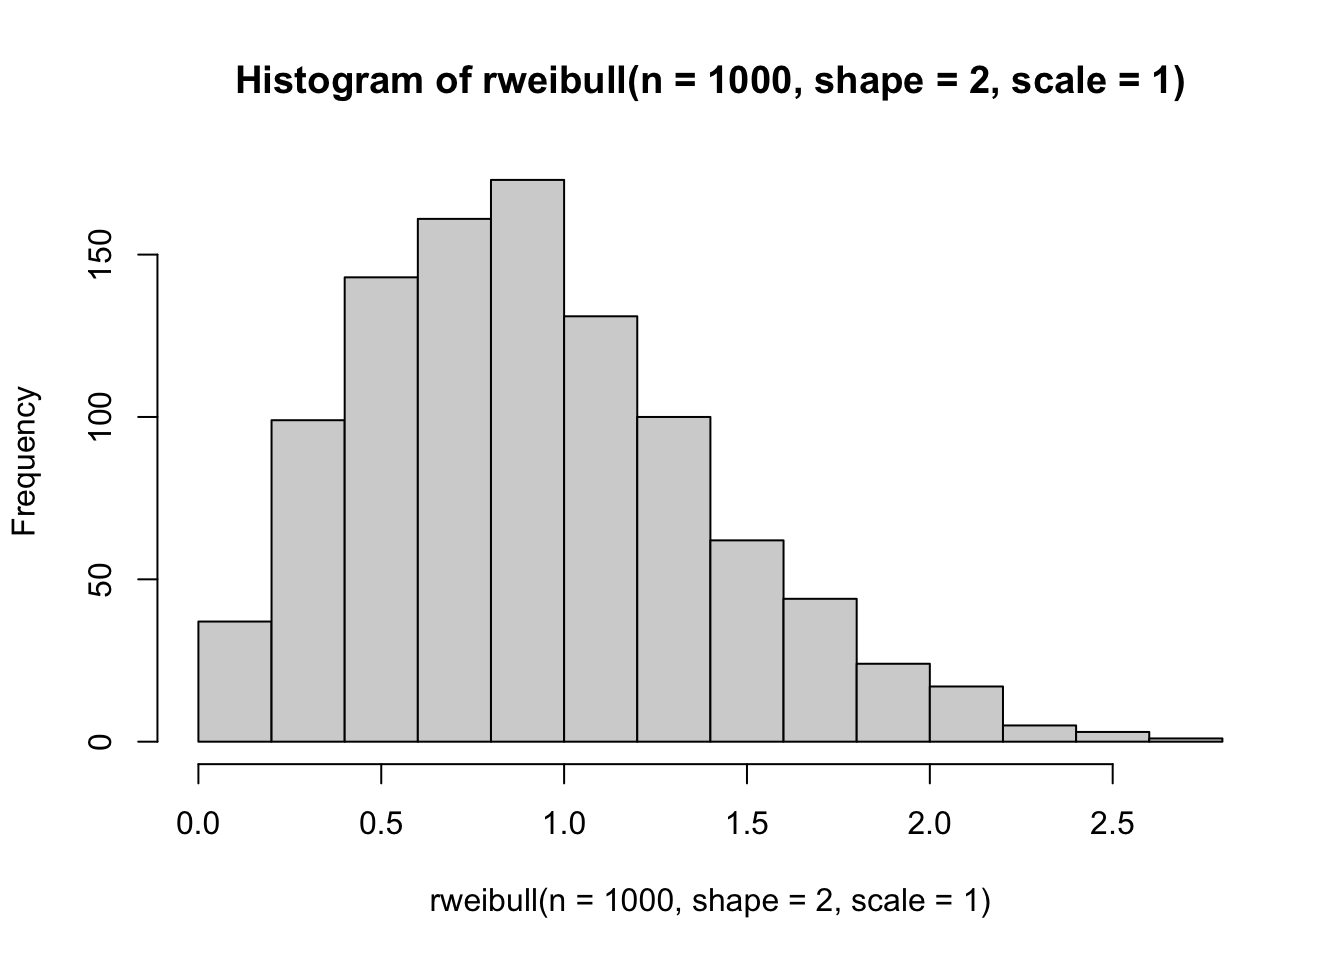 Histogram of rweibull(n = 1000, shape = 2, scale = 1)
Frequency
150
100
50
0
0.0 0.5 1.0 1.5 2.0 2.5
rweibull(n = 1000, shape = 2, scale = 1)